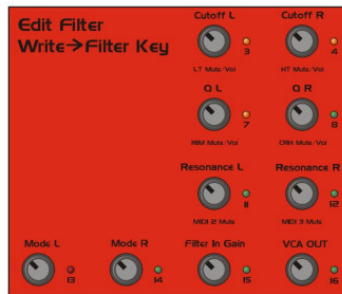 Edit Filter
Write→Filter Key
Cutoff L
Cutoff R
3
4
LT Mute/Vol
HT Mute/Vol
Q L
Q R
7
8
RIM Mute/Vol
ORH Mute/Vol
Resonance L
Resonance R
11
12
MIDI 2 Mute
MIDI 3 Mute
Mode L
Mode R
Filter In Gain
VCA OUT
13
14
15
16